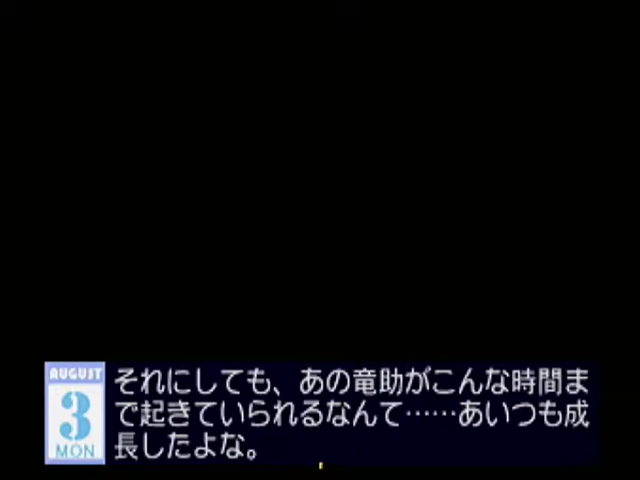 AUGUST
3
MON
それにしても、あの竜助がこんな時間ま
で起きていられるなんて……あいつも成
長したよな。